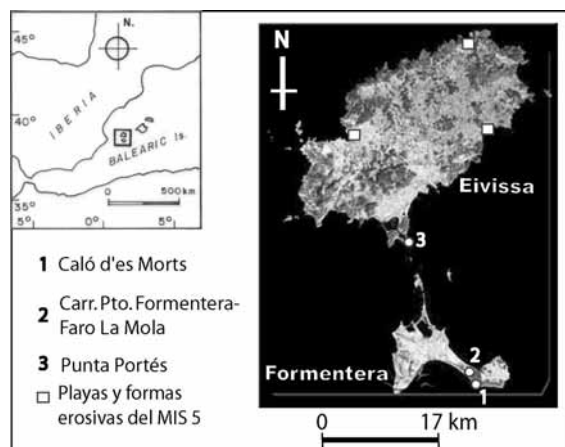 N.
45°
40°
35°
5°
0°
5°
IBERIA
BALEARIC Is.
0 500 km
1 Caló d'es Morts
2 Carr. Pto. Formentera-
Faro La Mola
3 Punta Portés
Playas y formas
erosivas del MIS 5
N
Eivissa
3
Formentera
2
1
0 17 km